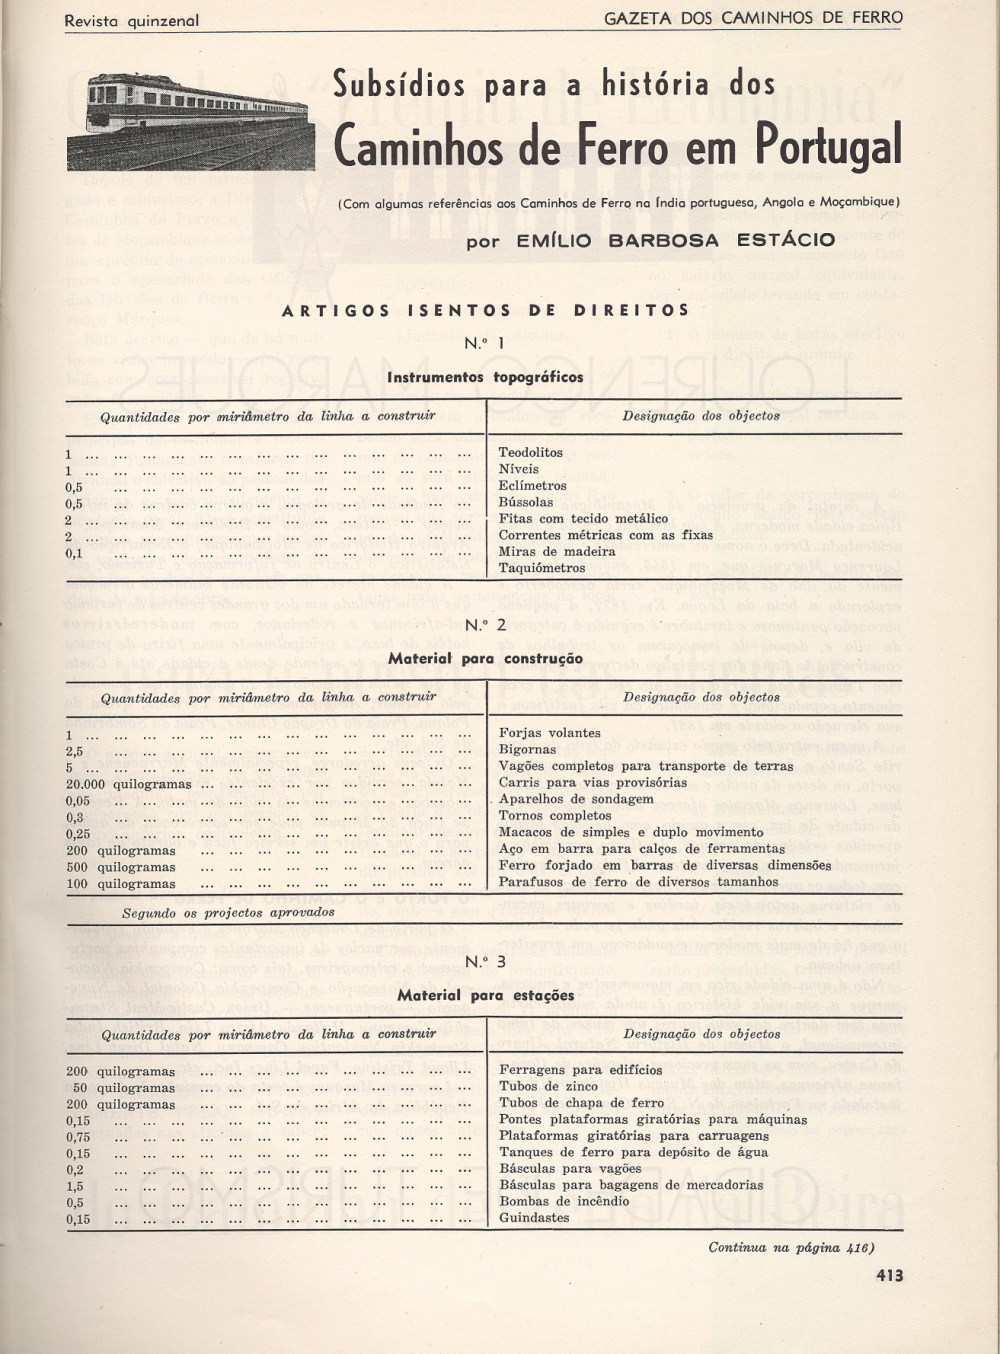 Revista quinzenal GAZETA DOS CAMINHOS DE FERRO
Subsídios para a história dos
Caminhos de Ferro em Portugal
(Com algumas referências aos Caminhos de Ferro na Índia portuguesa, Angola e Moçambique)
por EMÍLIO BARBOSA ESTÁCIO
ARTIGOS ISENTOS DE DIREITOS
N.º 1
Instrumentos topográficos
Quantidades por miriâmetro da linha a construir Designação dos objectos
1 ... ... ... ... ... ... ... ... ... ... ... ... ... ... Teodolitos
1 ... ... ... ... ... ... ... ... ... ... ... ... ... ... Níveis
0,5 ... ... ... ... ... ... ... ... ... ... ... ... ... Eclímetros
0,5 ... ... ... ... ... ... ... ... ... ... ... ... ... Bússolas
2 ... ... ... ... ... ... ... ... ... ... ... ... ... ... Fitas com tecido metálico
2 ... ... ... ... ... ... ... ... ... ... ... ... ... ... Correntes métricas com as fixas
0,1 ... ... ... ... ... ... ... ... ... ... ... ... ... Miras de madeira
Taquiómetros
N.º 2
Material para construção
Quantidades por miriâmetro da linha a construir Designação dos objectos
1 ... ... ... ... ... ... ... ... ... ... ... ... ... ... Forjas volantes
2,5 ... ... ... ... ... ... ... ... ... ... ... ... ... Bigornas
5 ... ... ... ... ... ... ... ... ... ... ... ... ... ... Vagões completos para transporte de terras
20.000 quilogramas ... ... ... ... ... ... ... ... ... ... Carris para vias provisórias
0,05 ... ... ... ... ... ... ... ... ... ... ... ... ... Aparelhos de sondagem
0,3 ... ... ... ... ... ... ... ... ... ... ... ... ... Tornos completos
0,25 ... ... ... ... ... ... ... ... ... ... ... ... ... Macacos de simples e duplo movimento
200 quilogramas ... ... ... ... ... ... ... ... ... ... Aço em barra para calços de ferramentas
500 quilogramas ... ... ... ... ... ... ... ... ... ... Ferro forjado em barras de diversas dimensões
100 quilogramas ... ... ... ... ... ... ... ... ... ... Parafusos de ferro de diversos tamanhos
Segundo os projectos aprovados
N.º 3
Material para estações
Quantidades por miriâmetro da linha a construir Designação dos objectos
200 quilogramas ... ... ... ... ... ... ... ... ... ... Ferragens para edifícios
50 quilogramas ... ... ... ... ... ... ... ... ... ... Tubos de zinco
200 quilogramas ... ... ... ... ... ... ... ... ... ... Tubos de chapa de ferro
0,15 ... ... ... ... ... ... ... ... ... ... ... ... ... Pontes plataformas giratórias para máquinas
0,75 ... ... ... ... ... ... ... ... ... ... ... ... ... Plataformas giratórias para carruagens
0,15 ... ... ... ... ... ... ... ... ... ... ... ... ... Tanques de ferro para depósito de água
0,2 ... ... ... ... ... ... ... ... ... ... ... ... ... Básculas para vagões
1,5 ... ... ... ... ... ... ... ... ... ... ... ... ... Básculas para bagagens de mercadorias
0,5 ... ... ... ... ... ... ... ... ... ... ... ... ... Bombas de incêndio
0,15 ... ... ... ... ... ... ... ... ... ... ... ... ... Guindastes
Continua na página 416)
413